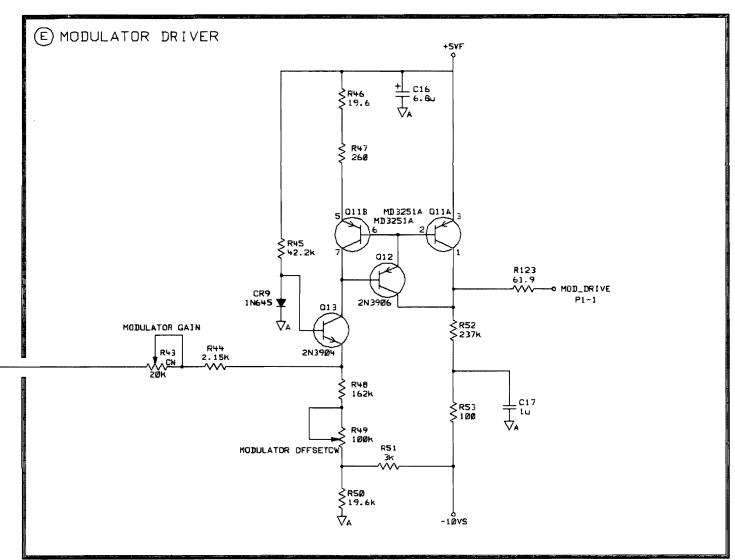 E MODULATOR DRIVER
+5VF
R46
19.6
+
C16
6.8u
A
R47
260
5
Q11B
MD3251A
Q11A
3
MD3251A
6
2
7
1
R45
42.2k
Q12
2N3906
R123
61.9
MOD_DRIVE
P1-1
CR9
1N645
A
Q13
2N3904
R52
237k
MODULATOR GAIN
R43
CW
20K
R44
2.15k
R48
162k
C17
1u
A
R53
100
R49
100k
MODULATOR OFFSET
CW
R51
3k
R50
19.6k
A
-10VS